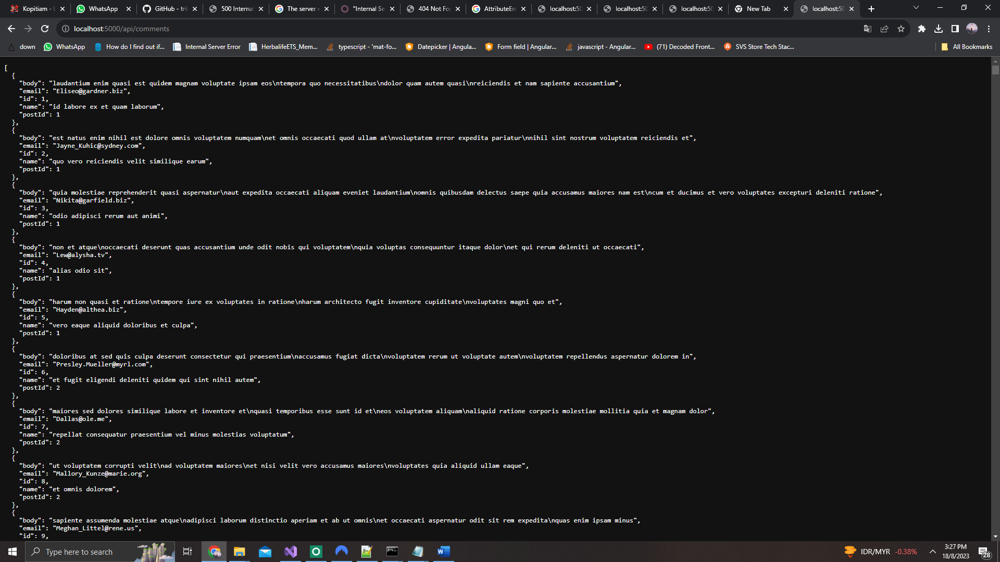 Kopitiam - L
WhatsApp
GitHub - tri
500 Internal
The server e
"Internal Se
404 Not Fou
AttributeErr
localhost:50
localhost:50
localhost:50
New Tab
localhost:50
localhost:5000/api/comments
down
WhatsApp
How do I find out if...
Internal Server Error
HerbalifeETS_Mem...
typescript - 'mat-fo...
Datepicker | Angula...
Form field | Angular...
javascript - Angular...
(71) Decoded Front...
SVS Store Tech Stac...
All Bookmarks
[
{
"body": "laudantium enim quasi est quidem magnam voluptate ipsam eos\ntempora quo necessitatibus\ndolor quam autem quasi\nreiciendis et nam sapiente accusantium",
"email": "Eliseo@gardner.biz",
"id": 1,
"name": "id labore ex et quam laborum",
"postId": 1
},
{
"body": "est natus enim nihil est dolore omnis voluptatem numquam\net omnis occaecati quod ullam at\nvoluptatem error expedita pariatur\nnihil sint nostrum voluptatem reiciendis et",
"email": "Jayne_Kuhic@sydney.com",
"id": 2,
"name": "quo vero reiciendis velit similique earum",
"postId": 1
},
{
"body": "quia molestiae reprehenderit quasi aspernatur\naut expedita occaecati aliquam eveniet laudantium\nomnis quibusdam delectus saepe quia accusamus maiores nam est\ncum et ducimus et vero voluptates excepturi deleniti ratione",
"email": "Nikita@garfield.biz",
"id": 3,
"name": "odio adipisci rerum aut animi",
"postId": 1
},
{
"body": "non et atque\noccaecati deserunt quas accusantium unde odit nobis qui voluptatem\nquia voluptas consequuntur itaque dolor\net qui rerum deleniti ut occaecati",
"email": "Lew@alysha.tv",
"id": 4,
"name": "alias odio sit",
"postId": 1
},
{
"body": "harum non quasi et ratione\ntempore iure ex voluptates in ratione\nharum architecto fugit inventore cupiditate\nvoluptates magni quo et",
"email": "Hayden@althea.biz",
"id": 5,
"name": "vero eaque aliquid doloribus et culpa",
"postId": 1
},
{
"body": "doloribus at sed quis culpa deserunt consectetur qui praesentium\naccusamus fugiat dicta\nvoluptatem rerum ut voluptate autem\nvoluptatem repellendus aspernatur dolorem in",
"email": "Presley.Mueller@myrl.com",
"id": 6,
"name": "et fugit eligendi deleniti quidem qui sint nihil autem",
"postId": 2
},
{
"body": "maiores sed dolores similique labore et inventore et\nquasi temporibus esse sunt id et\neos voluptatem aliquam\naliquid ratione corporis molestiae mollitia quia et magnam dolor",
"email": "Dallas@ole.me",
"id": 7,
"name": "repellat consequatur praesentium vel minus molestias voluptatum",
"postId": 2
},
{
"body": "ut voluptatem corrupti velit\nad voluptatem maiores\net nisi velit vero accusamus maiores\nvoluptates quia aliquid ullam eaque",
"email": "Mallory_Kunze@marie.org",
"id": 8,
"name": "et omnis dolorem",
"postId": 2
},
{
"body": "sapiente assumenda molestiae atque\nadipisci laborum distinctio aperiam et ab ut omnis\net occaecati aspernatur odit sit rem expedita\nquas enim ipsam minus",
"email": "Meghan_Littel@rene.us",
"id": 9,
Type here to search
IDR/MYR -0.38%
3:27 PM
18/8/2023
28